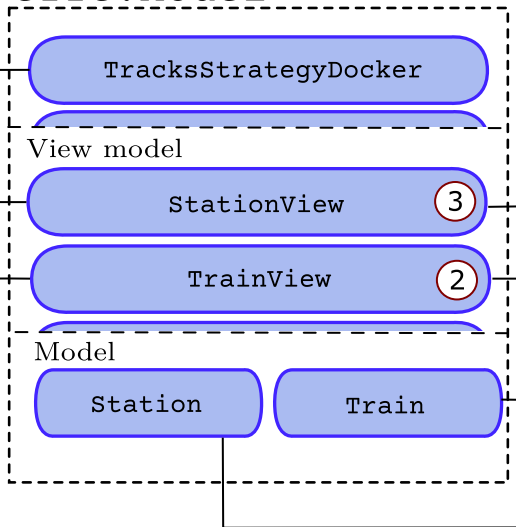 TracksStrategyDocker
View model
StationView 3
TrainView 2
Model
Station Train